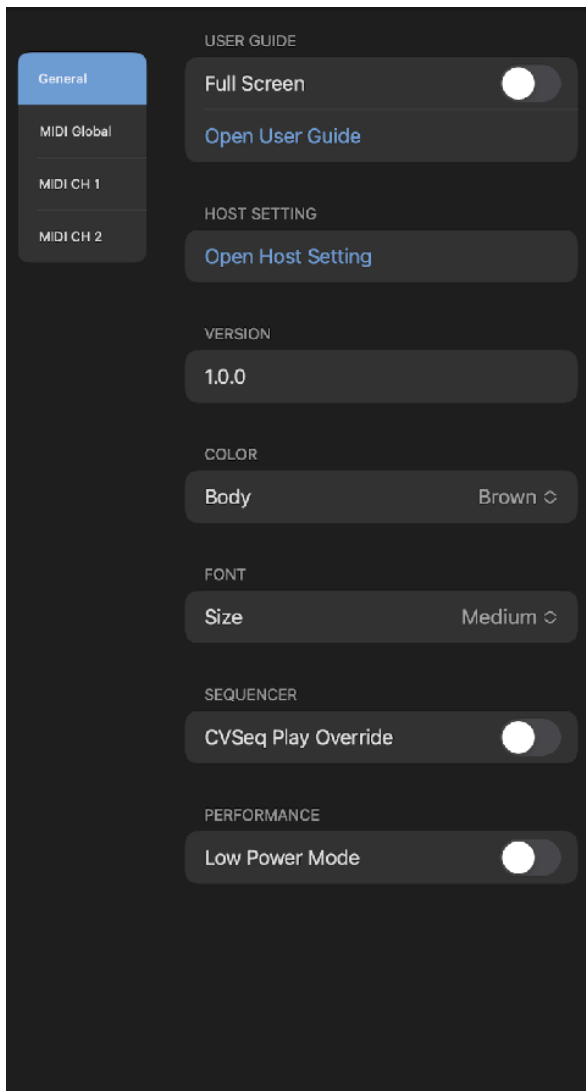 General
MIDI Global
MIDI CH 1
MIDI CH 2
USER GUIDE
Full Screen
Open User Guide
HOST SETTING
Open Host Setting
VERSION
1.0.0
COLOR
Body Brown
FONT
Size Medium
SEQUENCER
CVSeq Play Override
PERFORMANCE
Low Power Mode